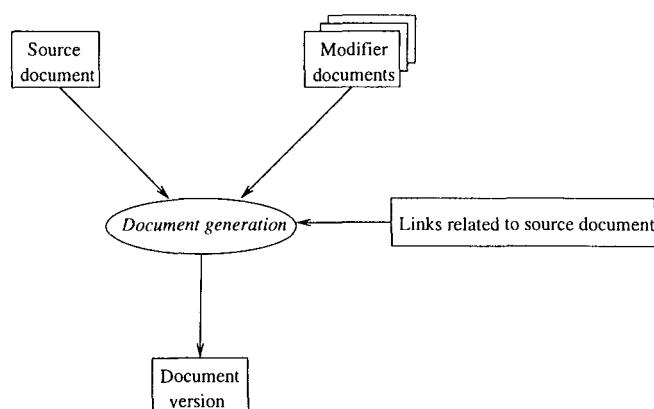 Source
document
Modifier
documents
Document generation
Links related to source document
Document
version